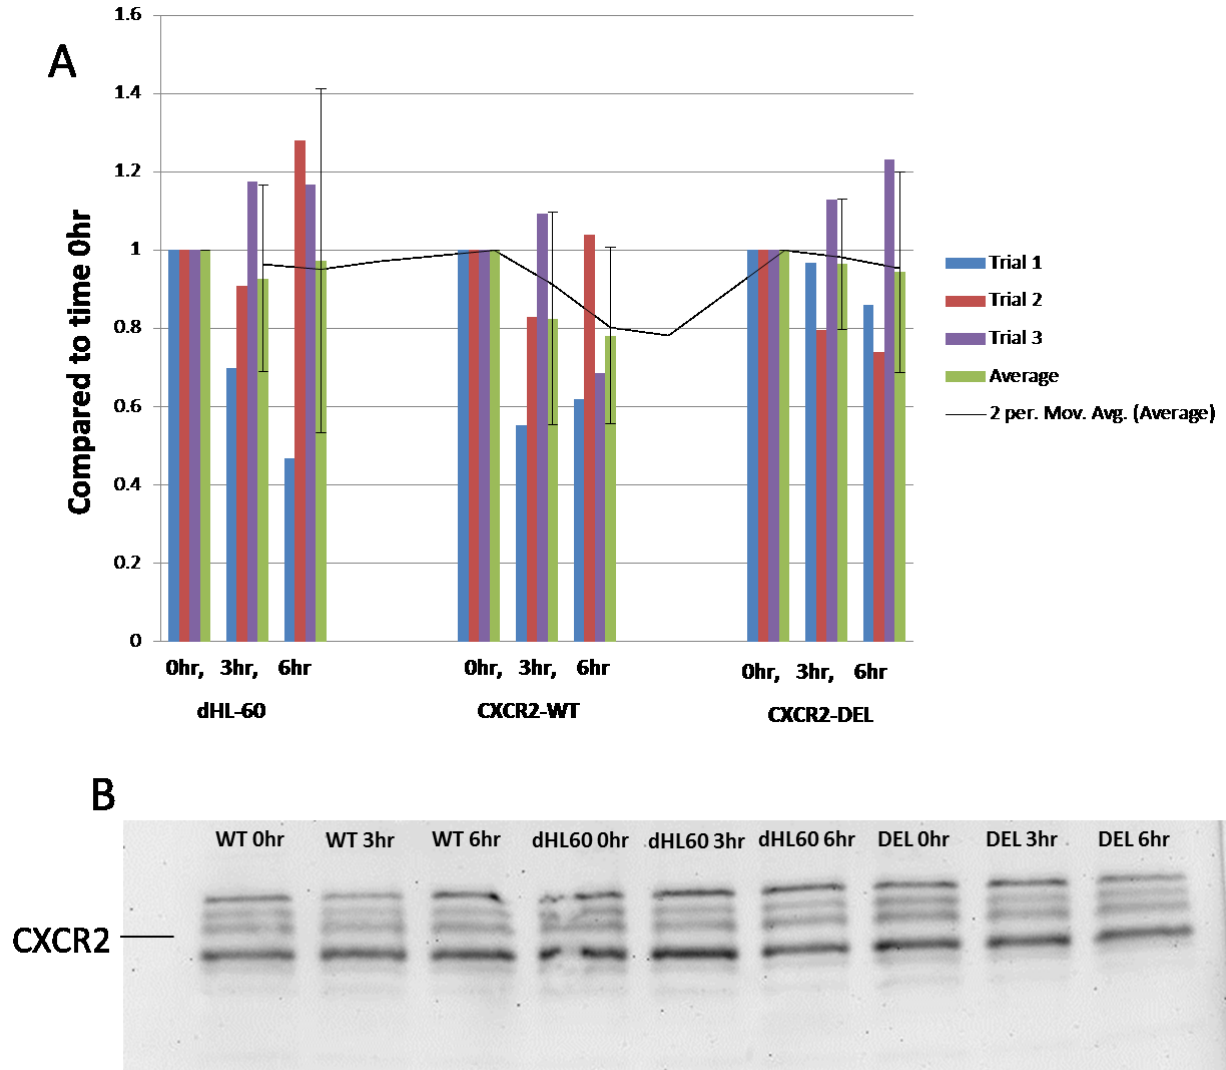 A
Compared to time 0hr
1.6
1.4
1.2
1
0.8
0.6
0.4
0.2
0
0hr, 3hr, 6hr
dHL-60
0hr, 3hr, 6hr
CXCR2-WT
0hr, 3hr, 6hr
CXCR2-DEL
Trial 1
Trial 2
Trial 3
Average
2 per. Mov. Avg. (Average)
B
WT 0hr WT 3hr WT 6hr dHL60 0hr dHL60 3hr dHL60 6hr DEL 0hr DEL 3hr DEL 6hr
CXCR2